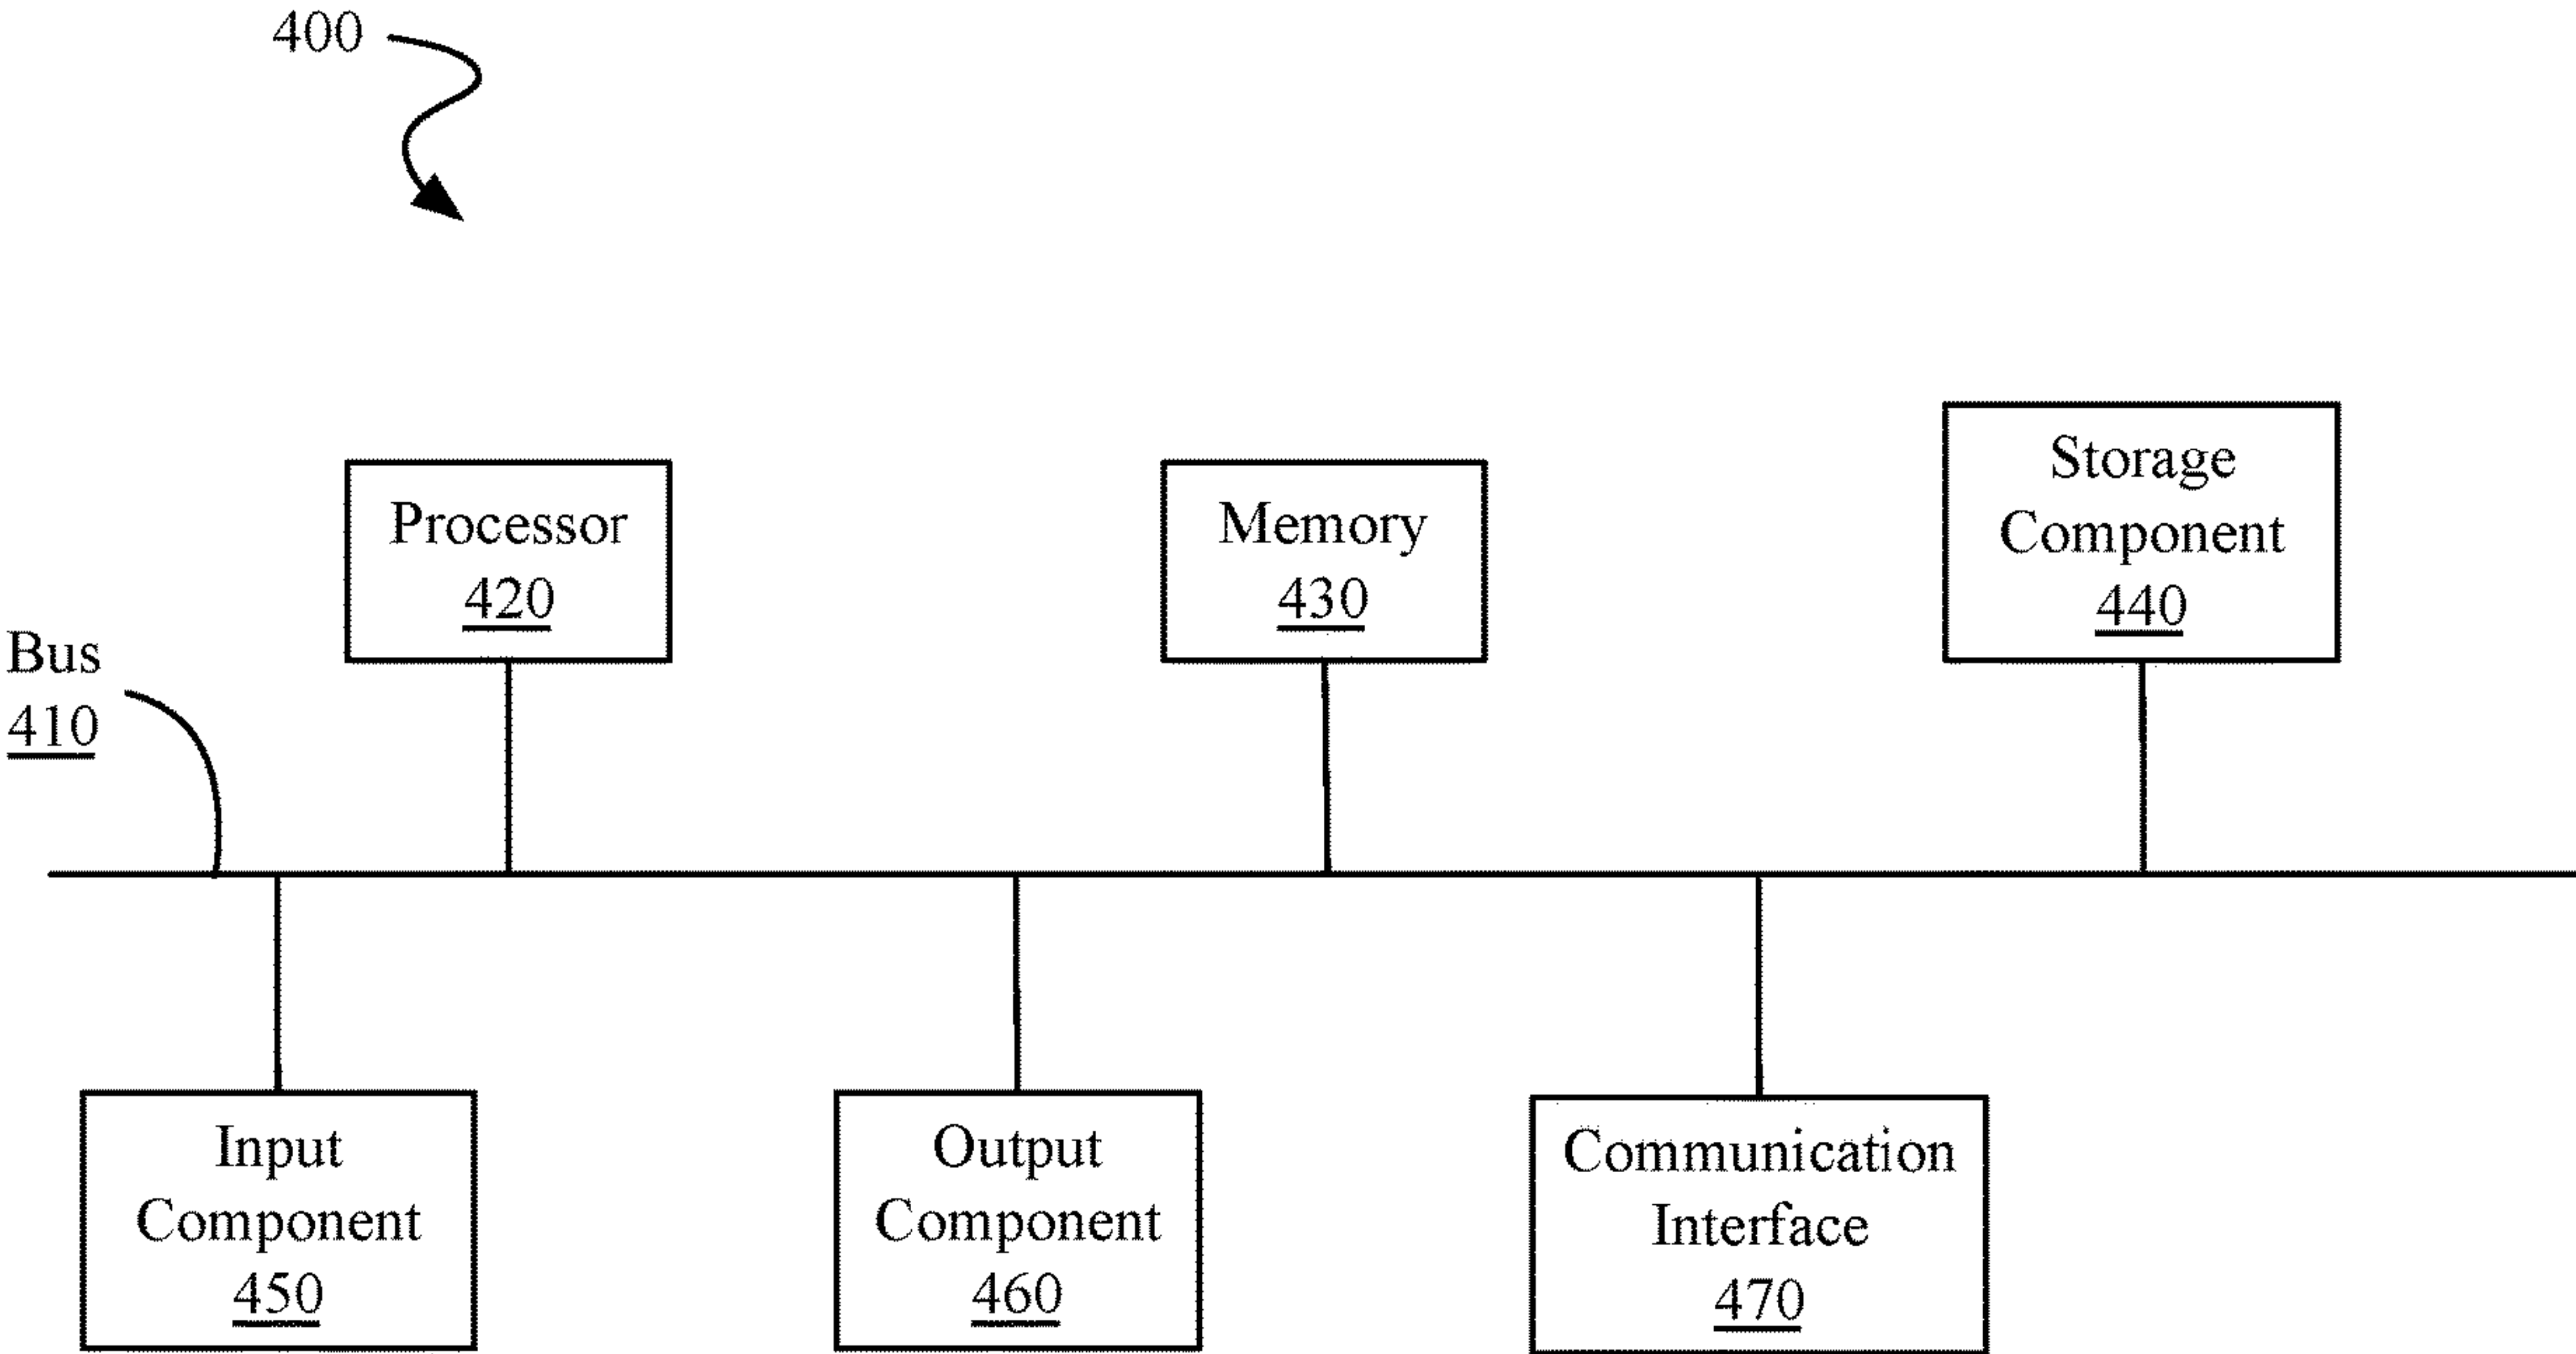 400
Processor
420
Memory
430
Storage
Component
440
Bus
410
Input
Component
450
Output
Component
460
Communication
Interface
470